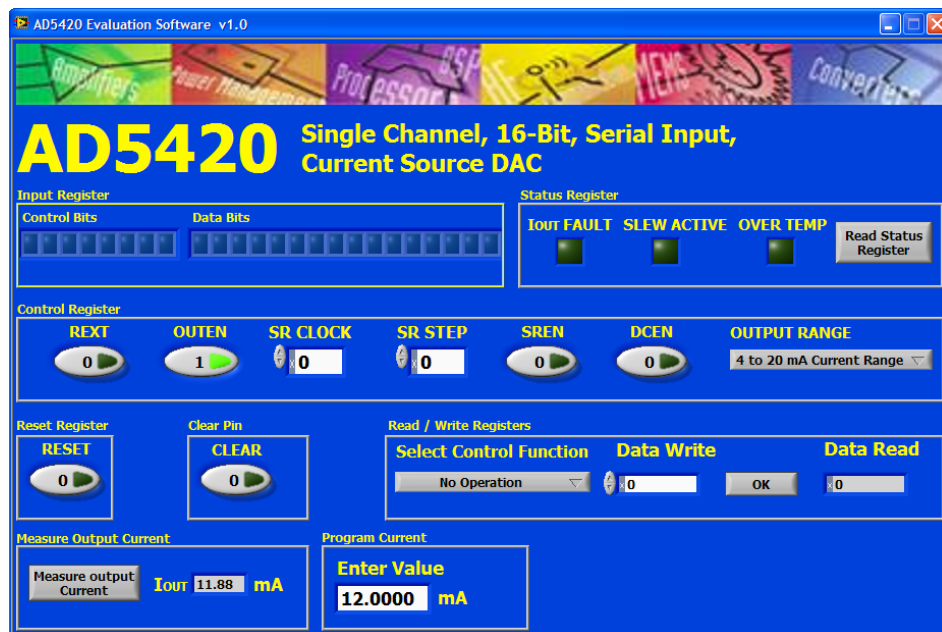 AD5420 Evaluation Software v1.0
Amplifiers Power Management Processors DSP MEMS Converters
AD5420 Single Channel, 16-Bit, Serial Input,
Current Source DAC
Input Register
Control Bits Data Bits
Status Register
IOUT FAULT SLEW ACTIVE OVER TEMP
Read Status
Register
Control Register
REXT OUTEN SR CLOCK SR STEP SREN DCEN OUTPUT RANGE
0 1 x 0 x 0 0 0 4 to 20 mA Current Range
Reset Register
RESET
0
Clear Pin
CLEAR
0
Read / Write Registers
Select Control Function Data Write Data Read
No Operation x 0 OK x 0
Measure Output Current
Measure output
Current
IOUT 11.88 mA
Program Current
Enter Value
12.0000 mA